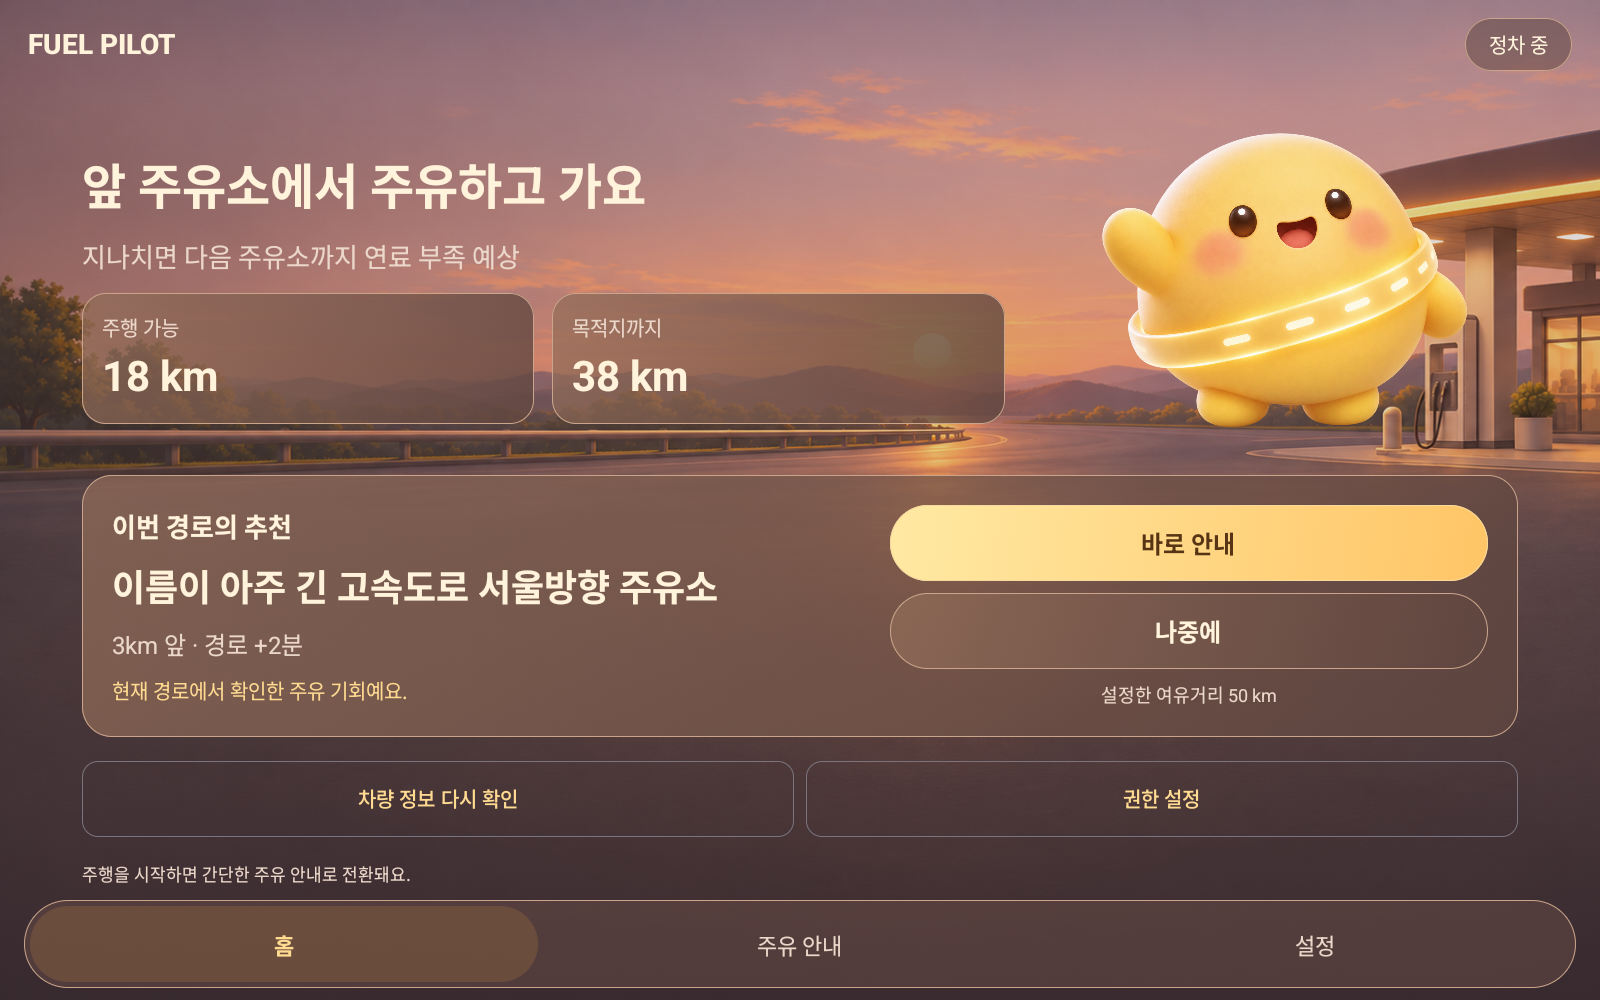 FUEL PILOT
정차 중
앞 주유소에서 주유하고 가요
지나치면 다음 주유소까지 연료 부족 예상
주행 가능
18 km
목적지까지
38 km
이번 경로의 추천
이름이 아주 긴 고속도로 서울방향 주유소
3km 앞 · 경로 +2분
현재 경로에서 확인한 주유 기회예요.
바로 안내
나중에
설정한 여유거리 50 km
차량 정보 다시 확인
권한 설정
주행을 시작하면 간단한 주유 안내로 전환돼요.
홈
주유 안내
설정